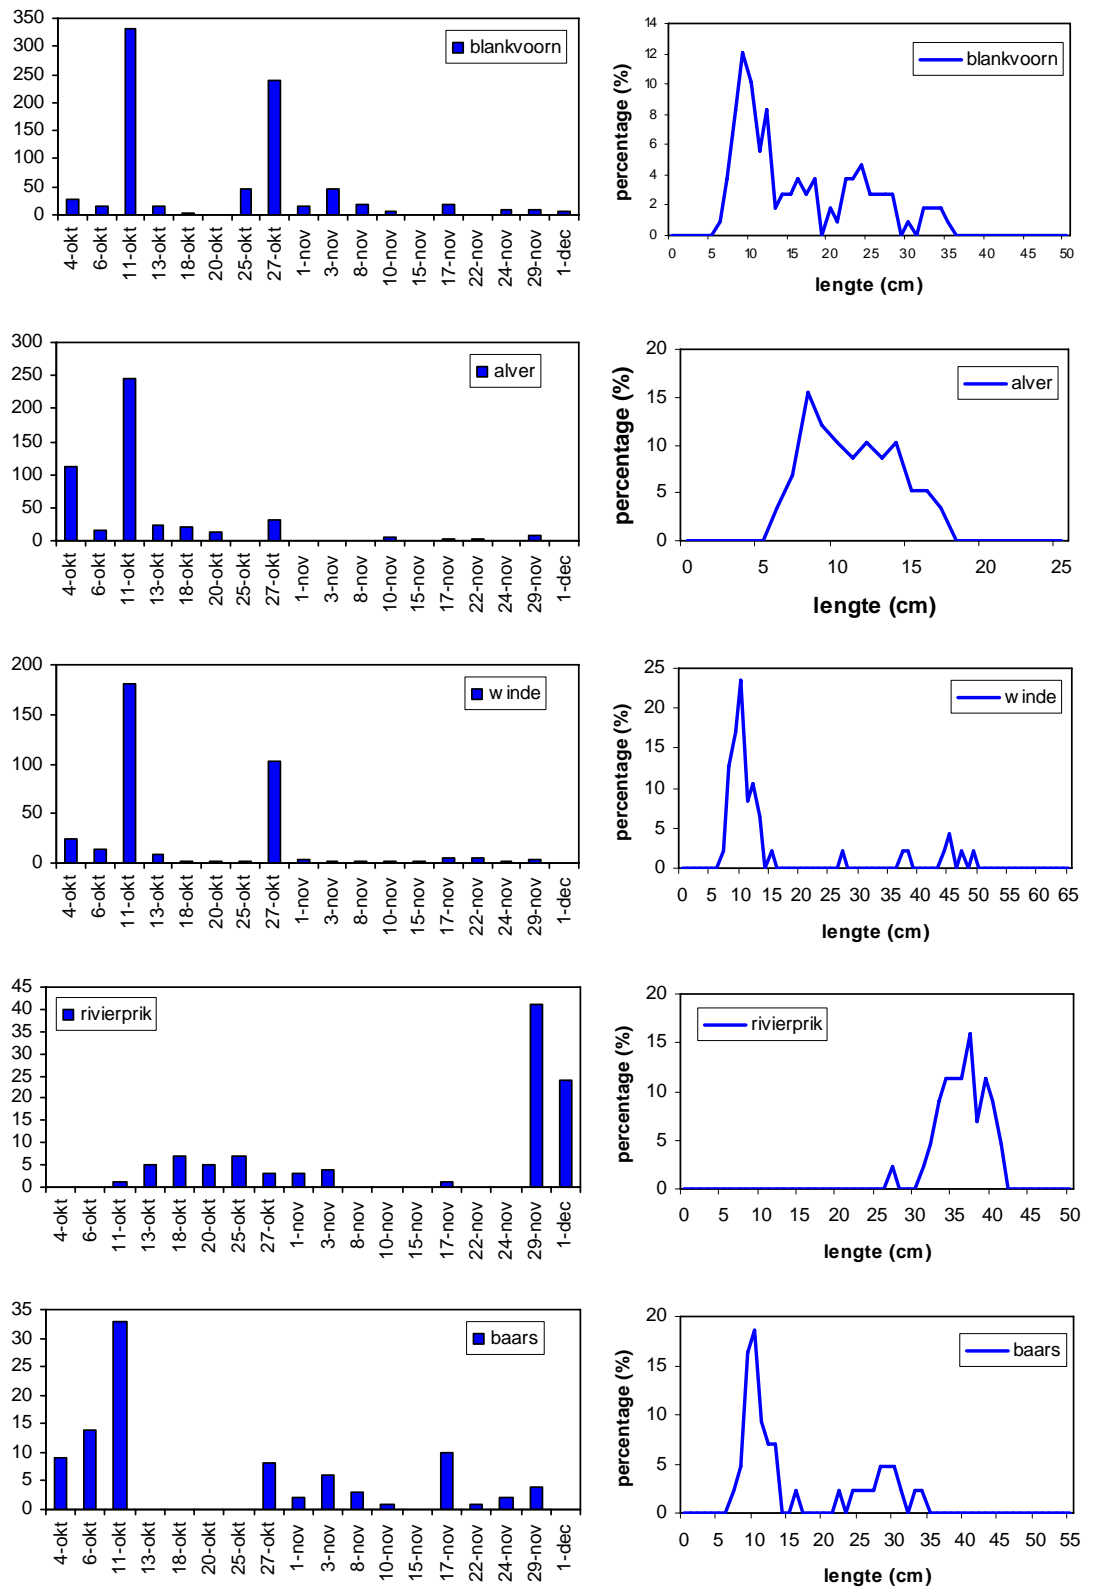 350
300
250
200
150
100
50
0
blankvoorn
4-okt 6-okt 11-okt 13-okt 18-okt 20-okt 25-okt 27-okt 1-nov 3-nov 8-nov 10-nov 15-nov 17-nov 22-nov 24-nov 29-nov 1-dec
percentage (%)
14
12
10
8
6
4
2
0
blankvoorn
0 5 10 15 20 25 30 35 40 45 50
lengte (cm)
300
250
200
150
100
50
0
alver
4-okt 6-okt 11-okt 13-okt 18-okt 20-okt 25-okt 27-okt 1-nov 3-nov 8-nov 10-nov 15-nov 17-nov 22-nov 24-nov 29-nov 1-dec
percentage (%)
20
15
10
5
0
alver
0 5 10 15 20 25
lengte (cm)
200
150
100
50
0
winde
4-okt 6-okt 11-okt 13-okt 18-okt 20-okt 25-okt 27-okt 1-nov 3-nov 8-nov 10-nov 15-nov 17-nov 22-nov 24-nov 29-nov 1-dec
percentage (%)
25
20
15
10
5
0
winde
0 5 10 15 20 25 30 35 40 45 50 55 60 65
lengte (cm)
45
40
35
30
25
20
15
10
5
0
rivierprik
4-okt 6-okt 11-okt 13-okt 18-okt 20-okt 25-okt 27-okt 1-nov 3-nov 8-nov 10-nov 15-nov 17-nov 22-nov 24-nov 29-nov 1-dec
percentage (%)
20
15
10
5
0
rivierprik
0 5 10 15 20 25 30 35 40 45 50
lengte (cm)
35
30
25
20
15
10
5
0
baars
4-okt 6-okt 11-okt 13-okt 18-okt 20-okt 25-okt 27-okt 1-nov 3-nov 8-nov 10-nov 15-nov 17-nov 22-nov 24-nov 29-nov 1-dec
percentage (%)
20
15
10
5
0
baars
0 5 10 15 20 25 30 35 40 45 50 55
lengte (cm)